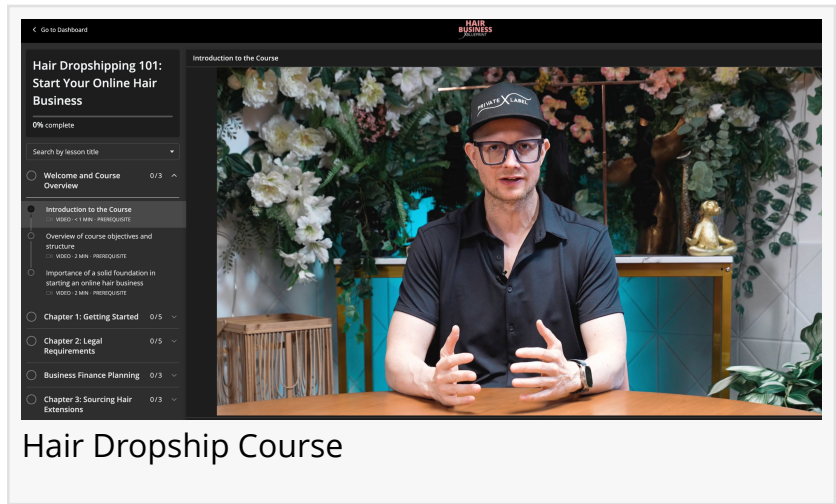 Go to Dashboard
HAIR
BUSINESS
BLUEPRINT
Hair Dropshipping 101:
Start Your Online Hair
Business
0% complete
Search by lesson title
Welcome and Course 0/3
Overview
Introduction to the Course
VIDEO · < 1 MIN · PREREQUISITE
Overview of course objectives and
structure
VIDEO · 2 MIN · PREREQUISITE
Importance of a solid foundation in
starting an online hair business
VIDEO · 2 MIN · PREREQUISITE
Chapter 1: Getting Started 0/5
Chapter 2: Legal 0/5
Requirements
Business Finance Planning 0/3
Chapter 3: Sourcing Hair 0/3
Extensions
Introduction to the Course
PRIVATE X LABEL
Hair Dropship Course